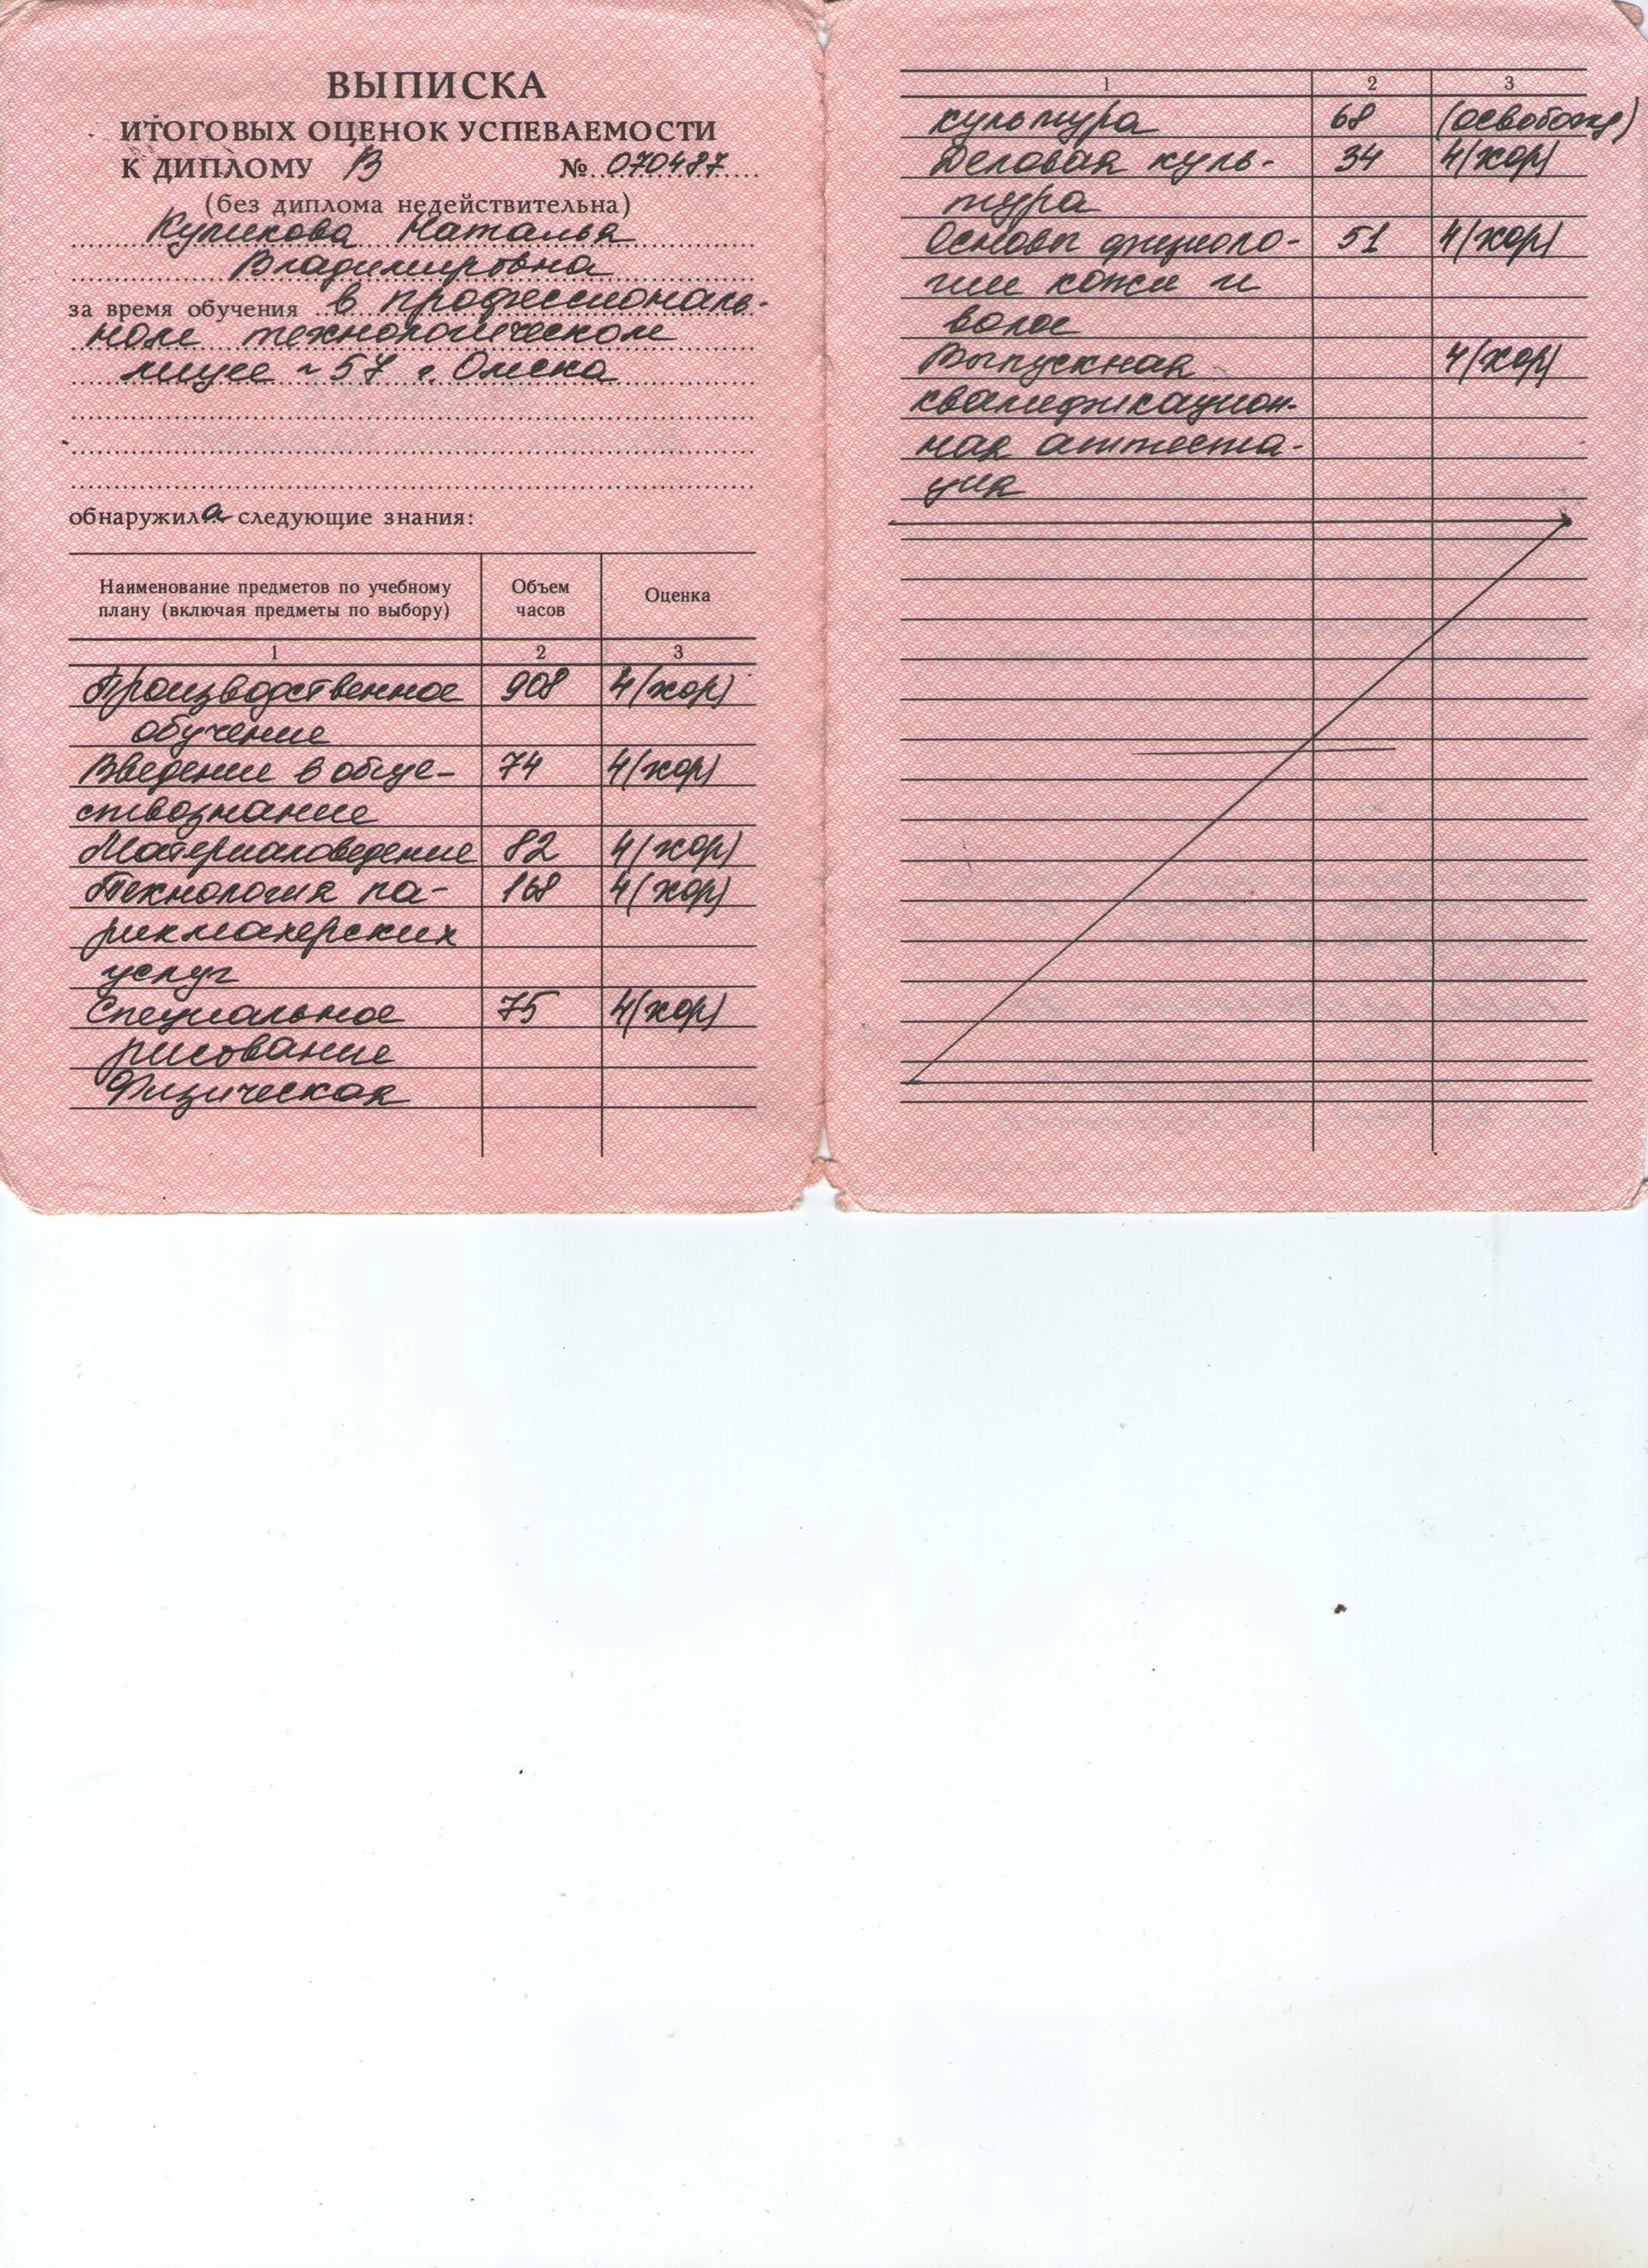 ВЫПИСКА
ИТОГОВЫХ ОЦЕНОК УСПЕВАЕМОСТИ
К ДИПЛОМУ В № 070487
(без диплома недействительна)
Куликова Наталья
Владимировна
за время обучения в профессиональ-
ном технологическом
лицее № 57 г. Омска
обнаружила следующие знания:
Наименование предметов по учебному плану (включая предметы по выбору) Объем часов Оценка
1 2 3
Производственное 908 4(хор)
обучение
Введение в обще- 74 4(хор)
ствознание
Материаловедение 82 4(хор)
Технология па- 168 4(хор)
рикмахерских
услуг
Специальное 75 4(хор)
рисование
Физическая
1 2 3
культура 68 (освобожд)
Деловая куль- 34 4(хор)
тура
Основы физиоло- 51 4(хор)
гии кожи и
волос
Выпускная 4(хор)
квалификацион-
ная аттеста-
ция